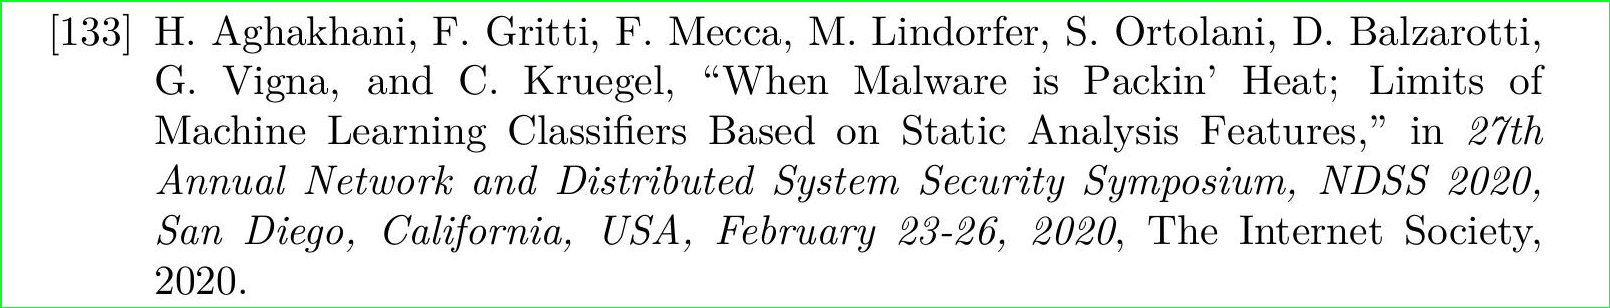 [133] H. Aghakhani, F. Gritti, F. Mecca, M. Lindorfer, S. Ortolani, D. Balzarotti,
G. Vigna, and C. Kruegel, “When Malware is Packin’ Heat; Limits of
Machine Learning Classifiers Based on Static Analysis Features,” in 27th
Annual Network and Distributed System Security Symposium, NDSS 2020,
San Diego, California, USA, February 23-26, 2020, The Internet Society,
2020.